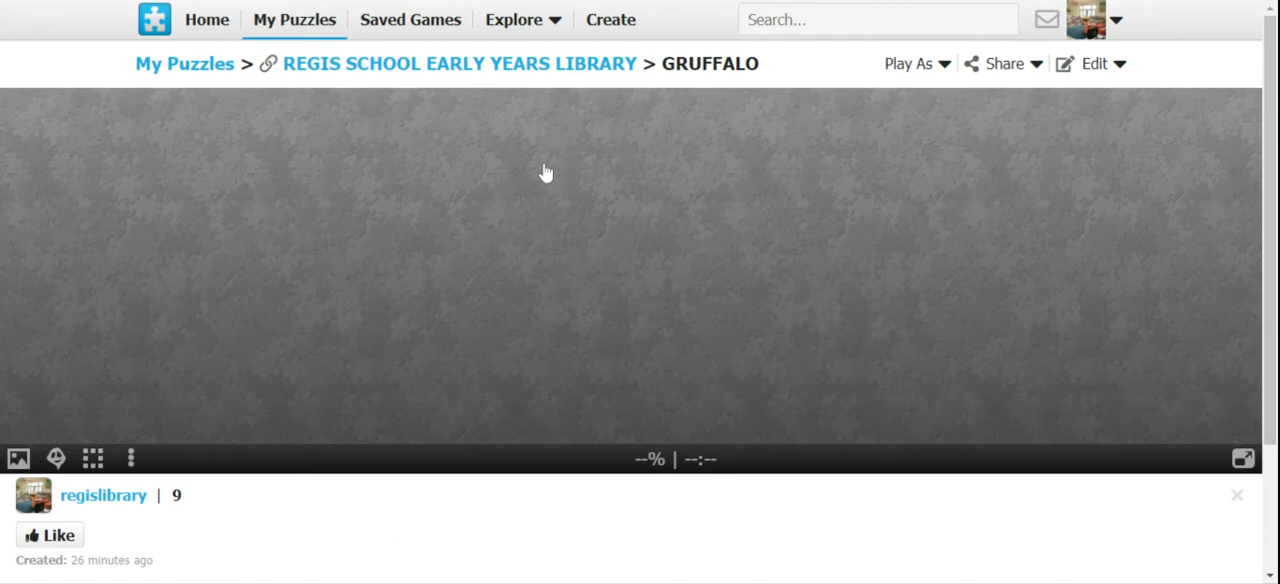 Home My Puzzles Saved Games Explore Create Search...
My Puzzles > REGIS SCHOOL EARLY YEARS LIBRARY > GRUFFALO Play As Share Edit
--% | --:--
regislibrary | 9
Like
Created: 26 minutes ago